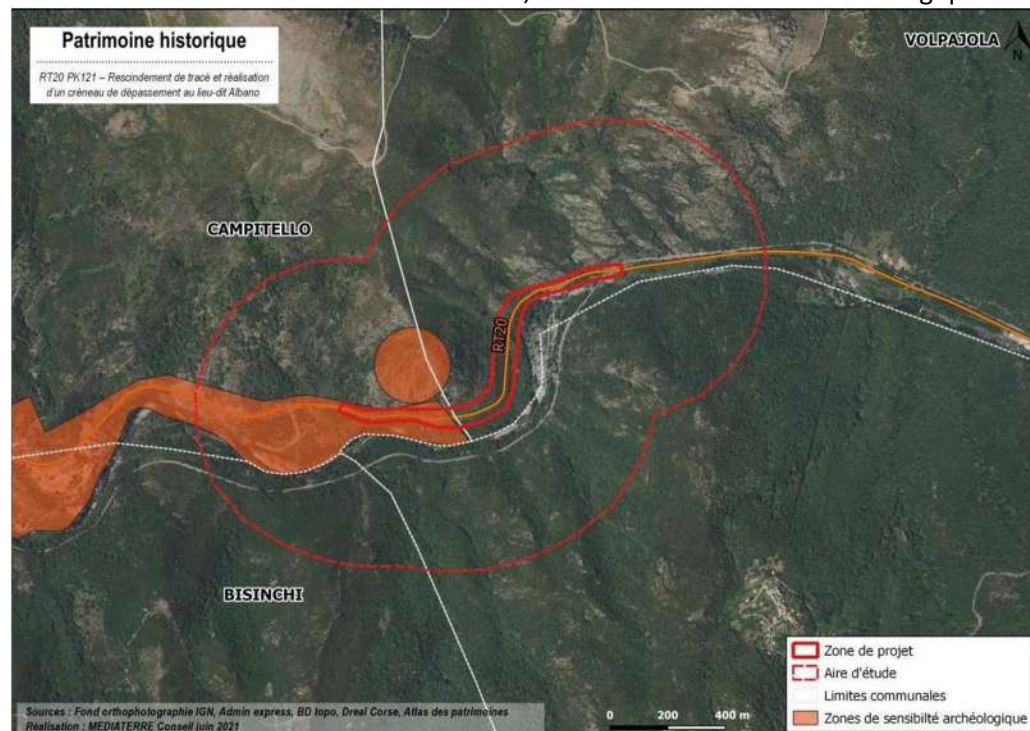 Patrimoine historique
RT20 PK121 – Rescindement de tracé et réalisation
d'un créneau de dépassement au lieu-dit Albano
VOLPAJOLA
N
CAMPITELLO
RT20
BISINCHI
Zone de projet
Aire d'étude
Limites communales
Zones de sensibilté archéologique
Sources : Fond orthophotographie IGN, Admin express, BD topo, Dreal Corse, Atlas des patrimoines
Réalisation : MEDIATERRE Conseil juin 2021
0 200 400 m